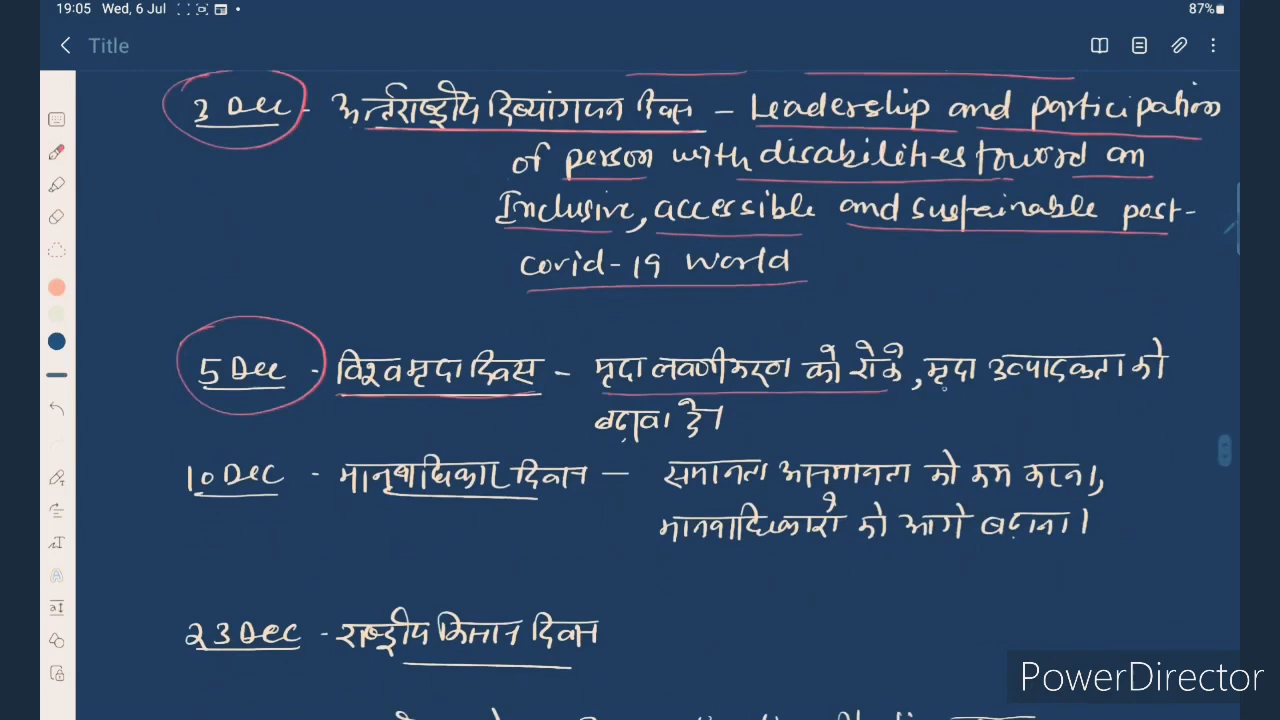 19:05 Wed, 6 Jul
87%
Title
3 Dec - अर्न्तराष्ट्रीय दिव्यांगजन दिवस - Leadership and participation
of person with disabilities toword an
Inclusive, accessible and sustainable post-
covid-19 world
5 Dec - विश्व मृदा दिवस - मृदा लवणीकरण को रोके, मृदा उत्पादकता को
बढ़ावा दे।
10 Dec - मानवाधिकार दिवस - समानता असमानता को कम करना,
मानवाधिकारों को आगे बढ़ाना।
23 Dec - राष्ट्रीय किसान दिवस
PowerDirector